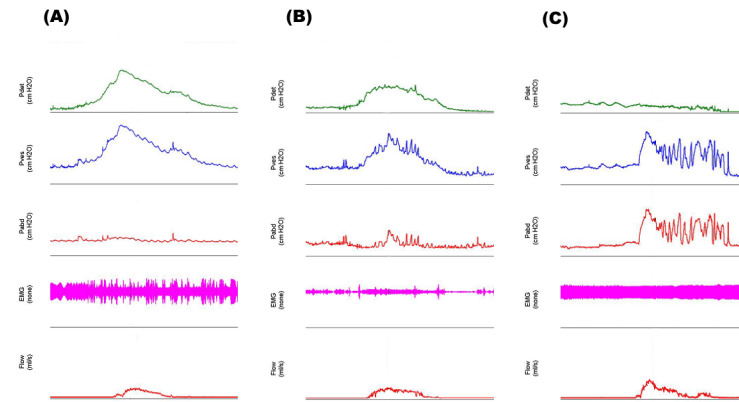 (A)
(B)
(C)
Pdet
(cm H2O)
Pves
(cm H2O)
Pabd
(cm H2O)
EMG
(none)
Flow
(ml/s)
Pdet
(cm H2O)
Pves
(cm H2O)
Pabd
(cm H2O)
EMG
(none)
Flow
(ml/s)
Pdet
(cm H2O)
Pves
(cm H2O)
Pabd
(cm H2O)
EMG
(none)
Flow
(ml/s)